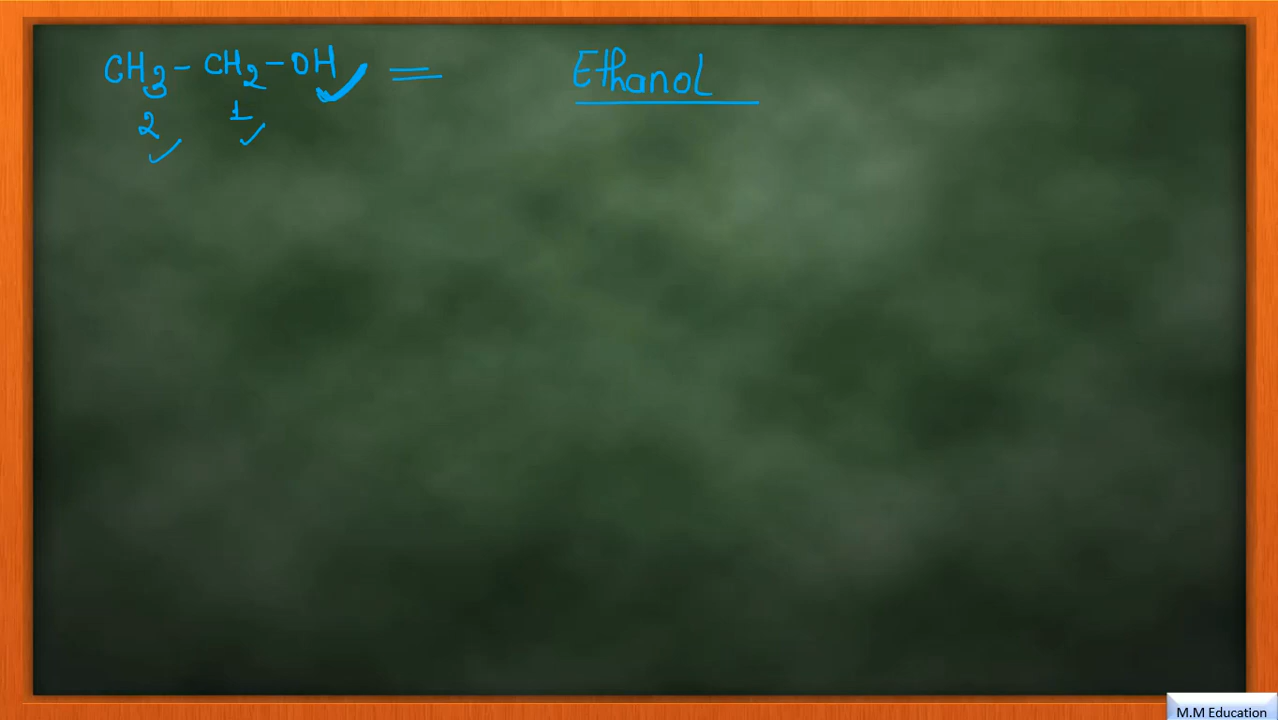 CH3 - CH2 - OH = Ethanol
2 1
M.M Education